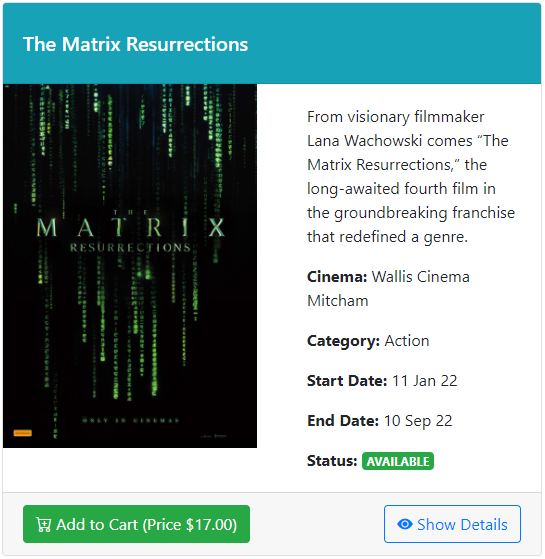 The Matrix Resurrections
THE
MATRIX
RESURRECTIONS
ONLY IN CINEMAS
From visionary filmmaker
Lana Wachowski comes “The
Matrix Resurrections,” the
long-awaited fourth film in
the groundbreaking franchise
that redefined a genre.
Cinema: Wallis Cinema
Mitcham
Category: Action
Start Date: 11 Jan 22
End Date: 10 Sep 22
Status: AVAILABLE
Add to Cart (Price $17.00)
Show Details